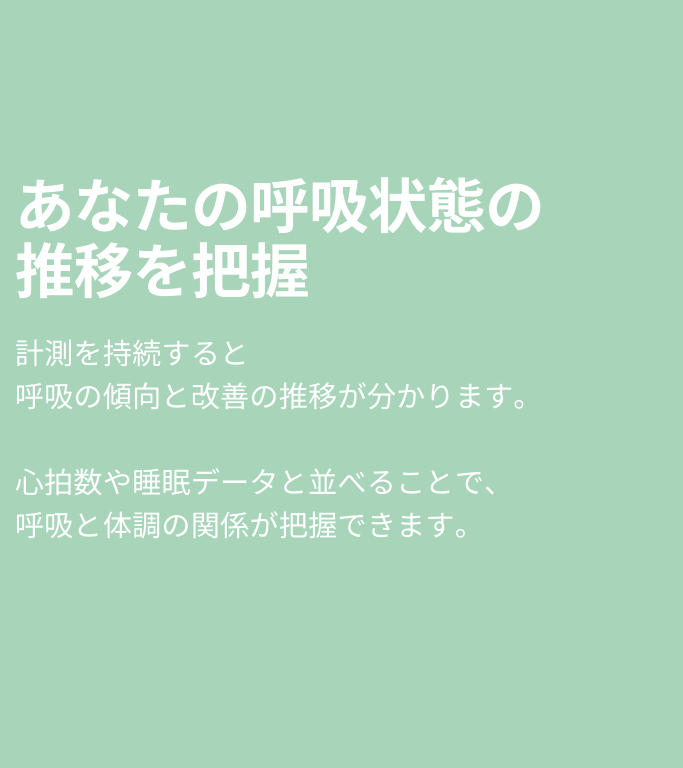 あなたの呼吸状態の
推移を把握
計測を持続すると
呼吸の傾向と改善の推移が分かります。
心拍数や睡眠データと並べることで、
呼吸と体調の関係が把握できます。